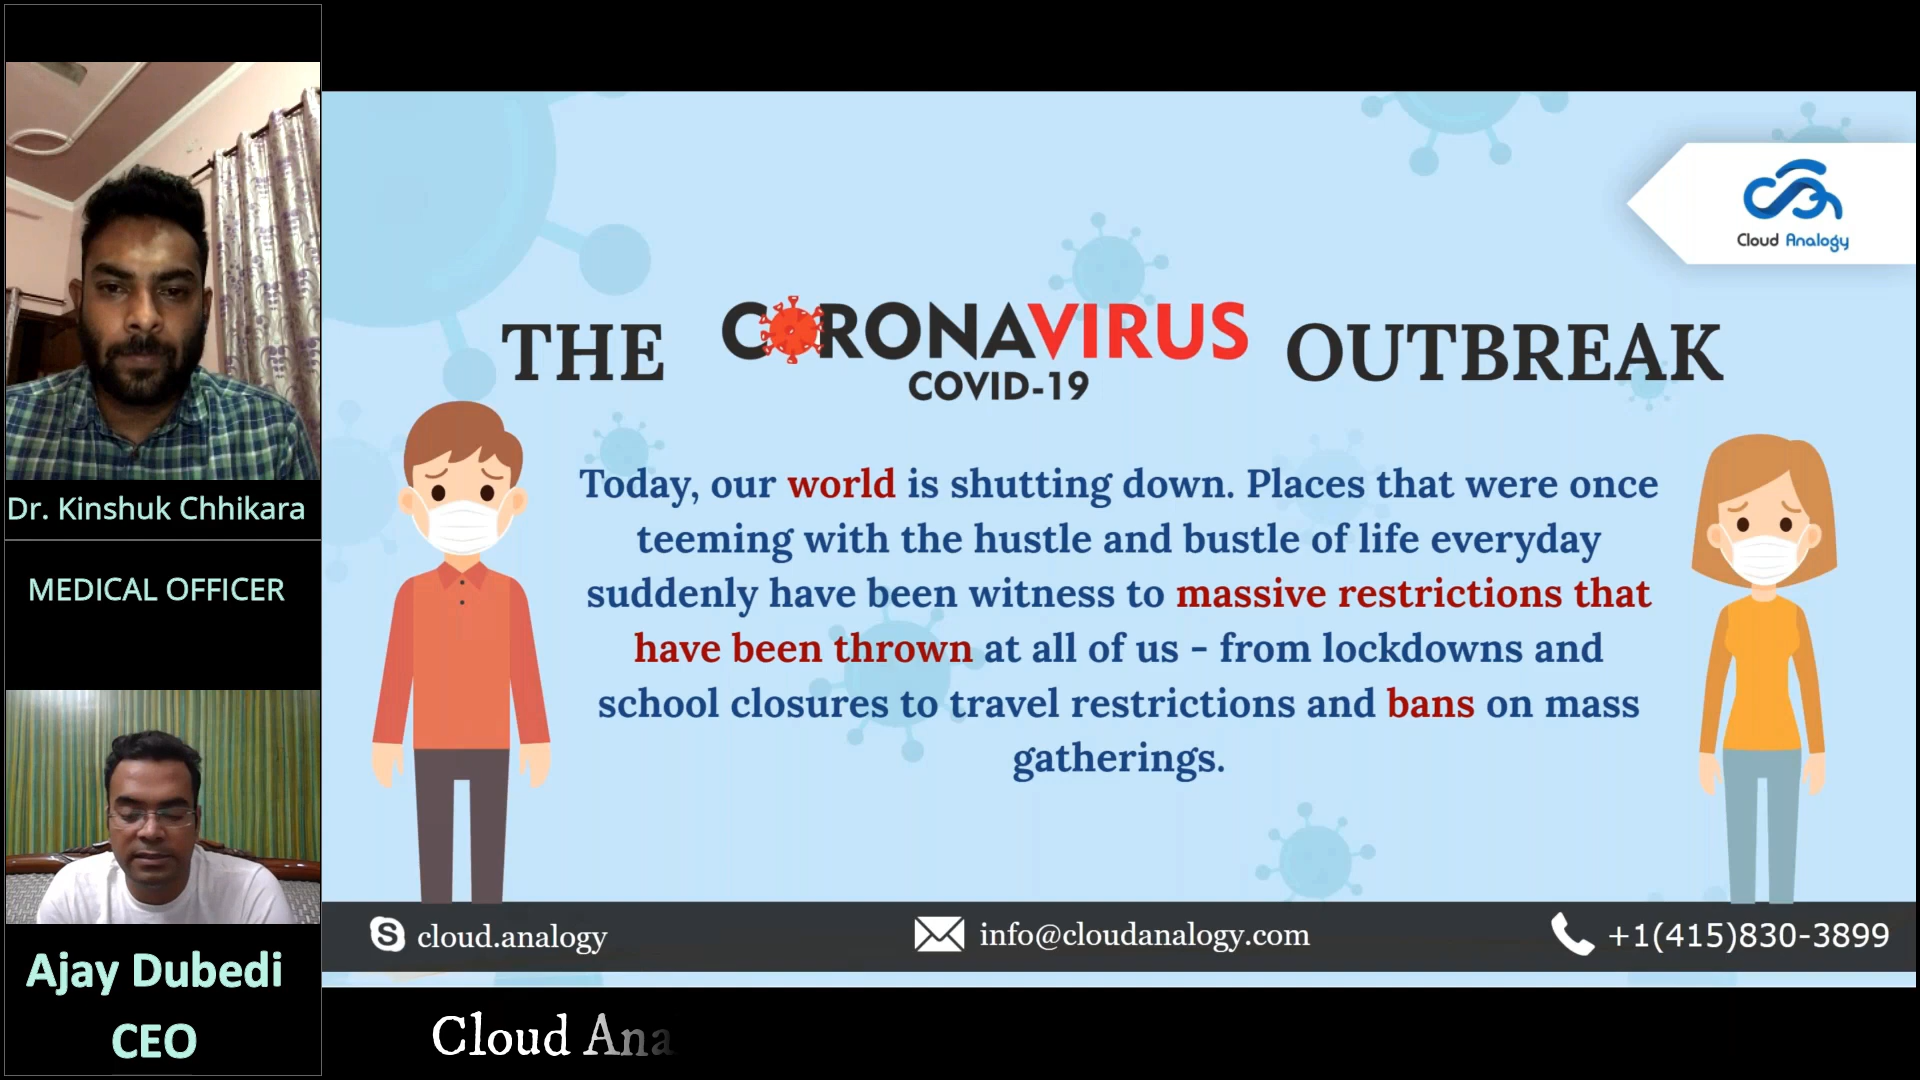 Dr. Kinshuk Chhikara
MEDICAL OFFICER
Ajay Dubedi
CEO
Cloud Analogy
THE CORONAVIRUS OUTBREAK
COVID-19
Today, our world is shutting down. Places that were once
teeming with the hustle and bustle of life everyday
suddenly have been witness to massive restrictions that
have been thrown at all of us - from lockdowns and
school closures to travel restrictions and bans on mass
gatherings.
cloud.analogy
info@cloudanalogy.com
+1(415)830-3899
Cloud Ana